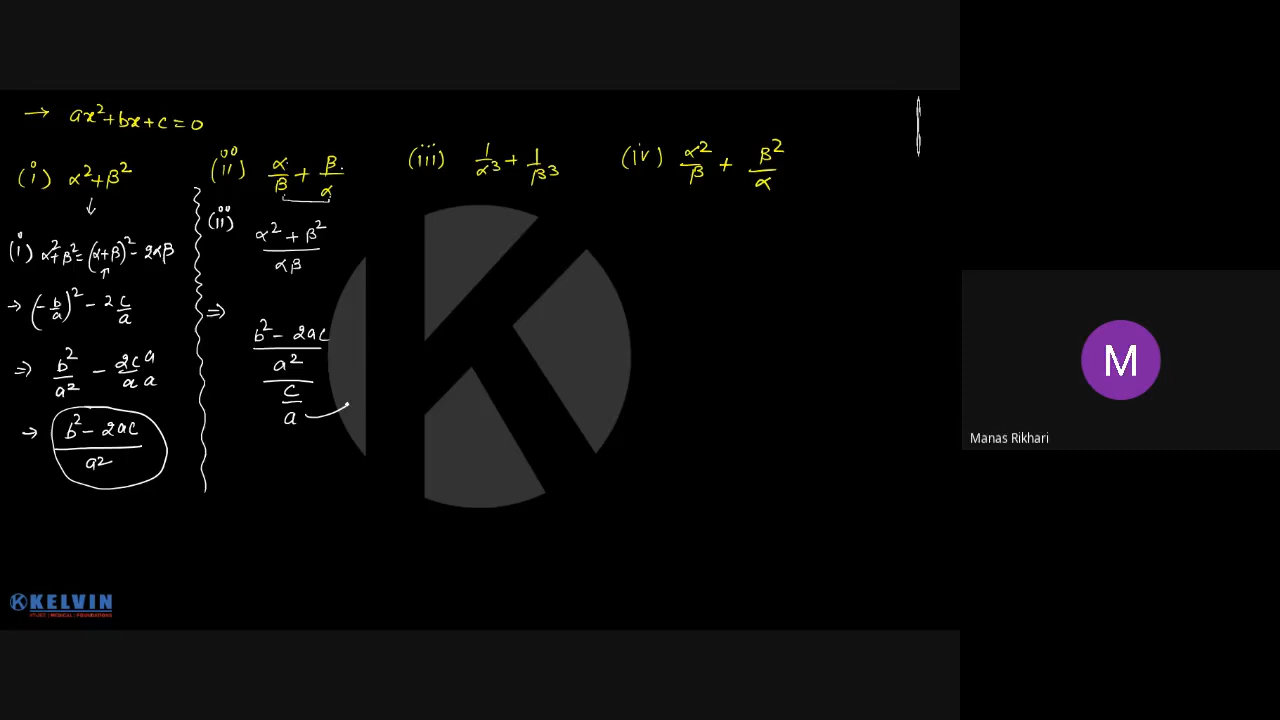 → ax²+bx+c=0
(i) α²+β²
(ii) α/β + β/α
(iii) 1/α³ + 1/β³
(iv) α²/β + β²/α
(i) α²+β² = (α+β)² - 2αβ
→ (-b/a)² - 2 c/a
⇒ b²/a² - 2c a/a a
→ b² - 2ac / a²
(ii) α² + β² / αβ
⇒ b² - 2ac / a² / c/a
M
Manas Rikhari
KELVIN